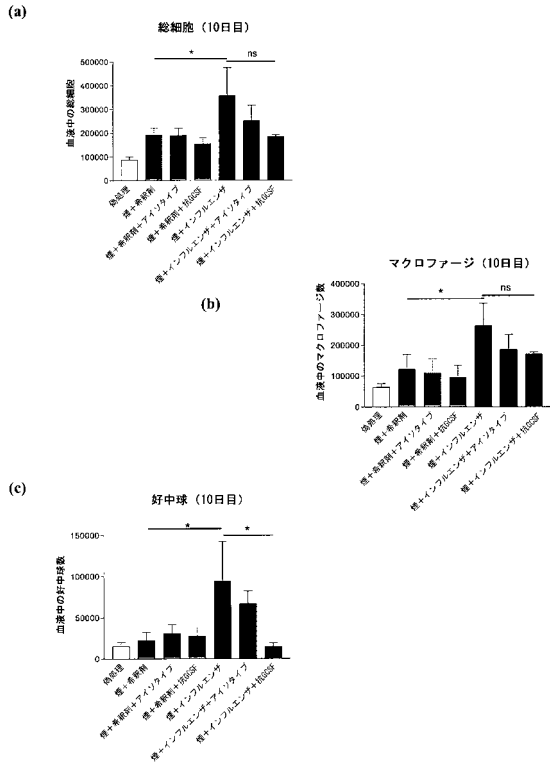 (a)
総細胞 (10日目)
*
ns
血液中の総細胞
500000
400000
300000
200000
100000
0
偽処理
煙+希釈剤
煙+希釈剤+アイソタイプ
煙+希釈剤+抗GCSF
煙+インフルエンザ
煙+インフルエンザ+アイソタイプ
煙+インフルエンザ+抗GCSF
(b)
マクロファージ (10日目)
*
ns
血液中のマクロファージ数
400000
300000
200000
100000
0
偽処理
煙+希釈剤
煙+希釈剤+アイソタイプ
煙+希釈剤+抗GCSF
煙+インフルエンザ
煙+インフルエンザ+アイソタイプ
煙+インフルエンザ+抗GCSF
(c)
好中球 (10日目)
*
*
血液中の好中球数
150000
100000
50000
0
偽処理
煙+希釈剤
煙+希釈剤+アイソタイプ
煙+希釈剤+抗GCSF
煙+インフルエンザ
煙+インフルエンザ+アイソタイプ
煙+インフルエンザ+抗GCSF